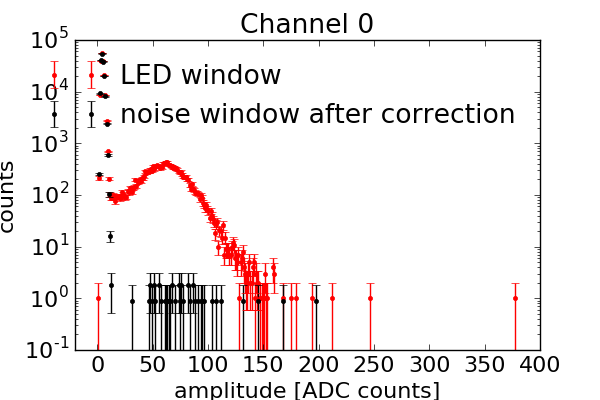 Channel 0
10^5
LED window
10^4
noise window after correction
10^3
counts
10^2
10^1
10^0
10^-1
0 50 100 150 200 250 300 350 400
amplitude [ADC counts]